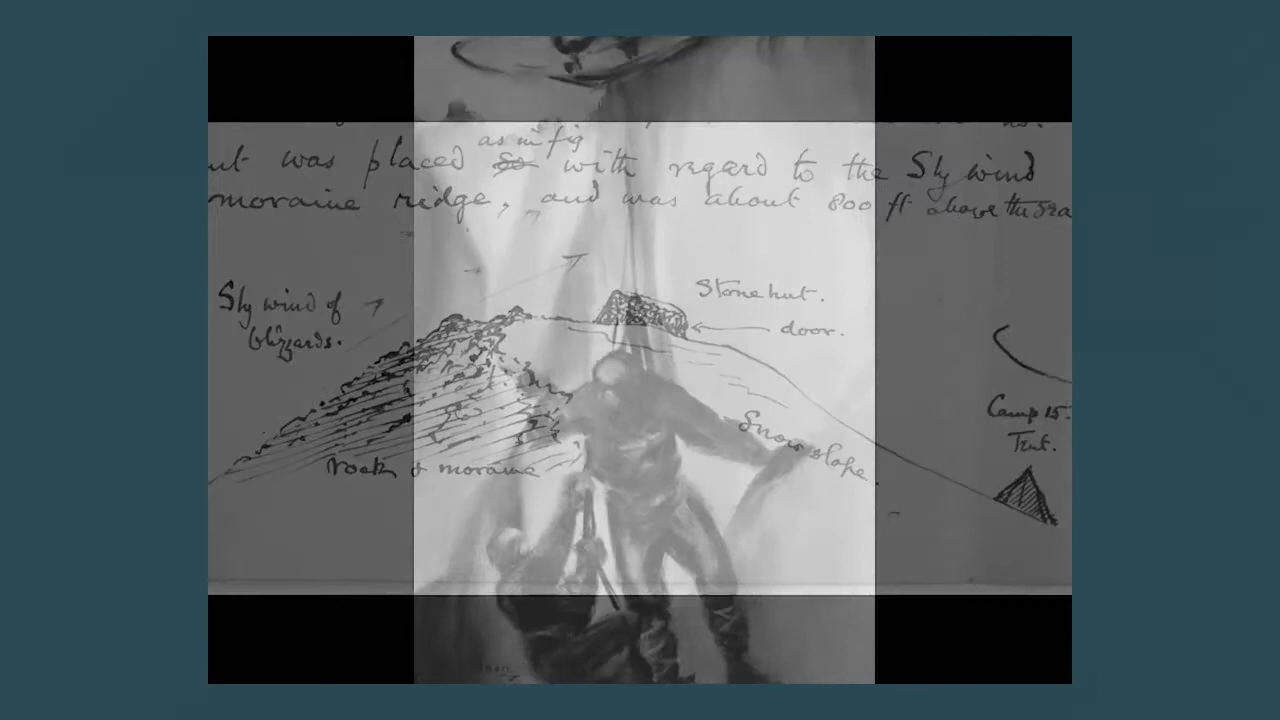 as in fig
ut was placed so with regard to the Sly wind
moraine ridge, and was about 800 ft above the sea
Sly wind of
blizzards.
Stone hut.
door.
Camp 15.
Tent.
Snow slope.
rock & moraine